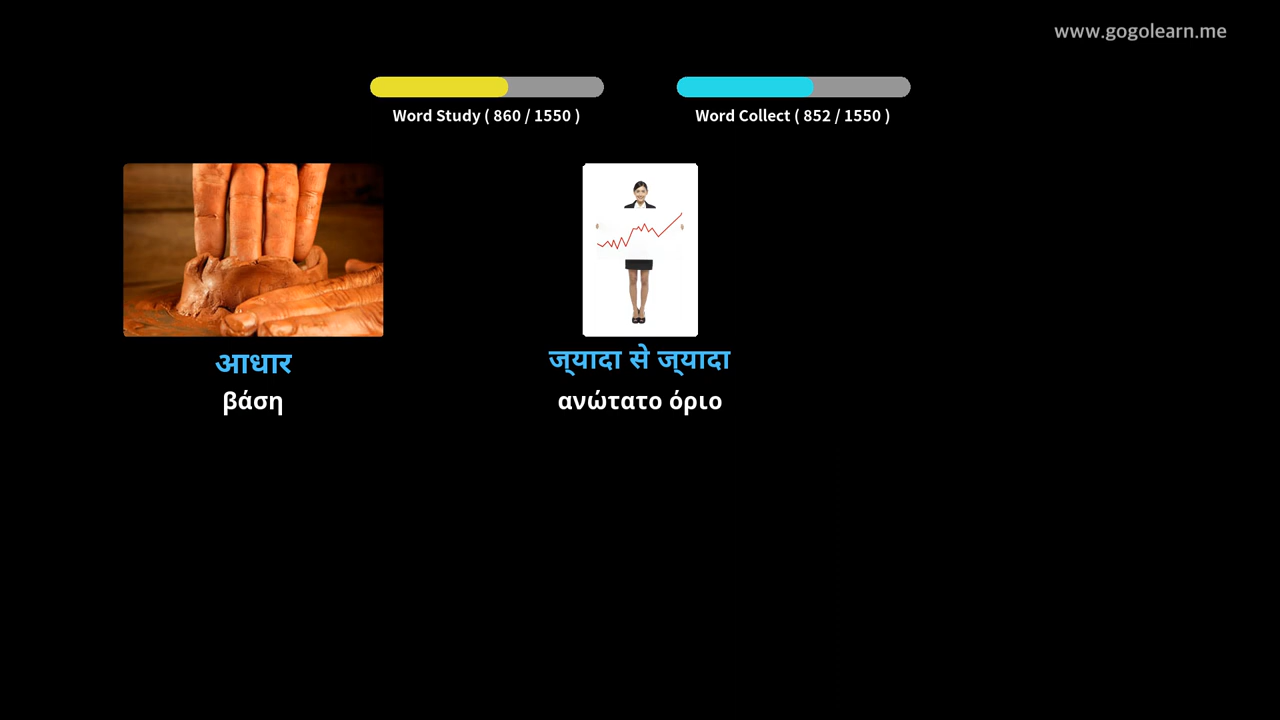 www.gogolearn.me
Word Study ( 860 / 1550 )
Word Collect ( 852 / 1550 )
आधार
βάση
ज्यादा से ज्यादा
ανώτατο όριο